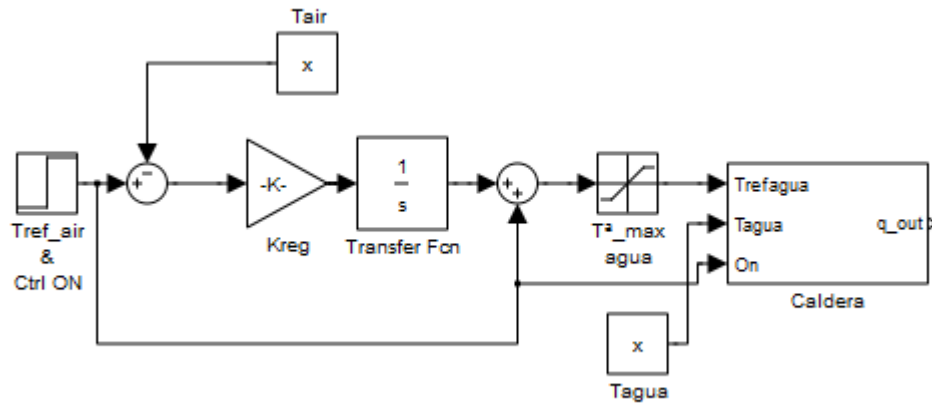 Tair
x
+
−
-K-
Kreg
1
s
Transfer Fcn
+
+
Tref_air
&
Ctrl ON
Tª_max
agua
Trefagua
Tagua
On
q_out
Caldera
x
Tagua